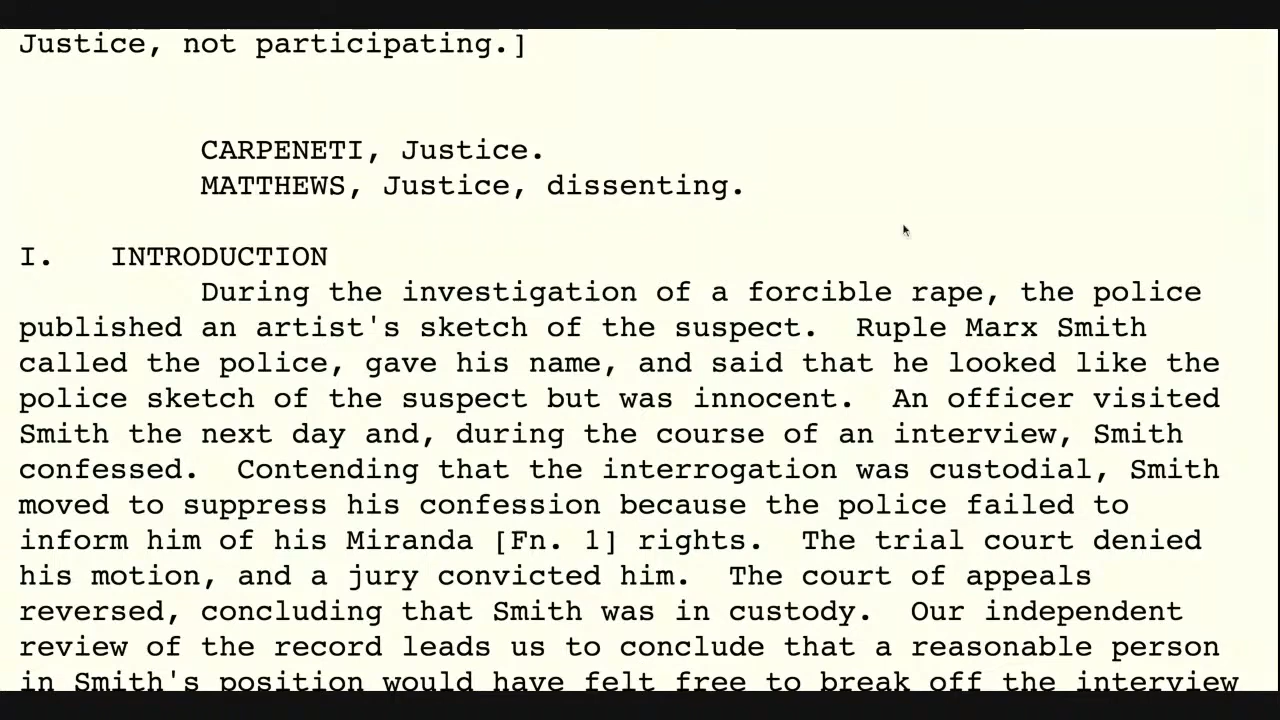 Justice, not participating.]
CARPENETI, Justice.
MATTHEWS, Justice, dissenting.
I. INTRODUCTION
During the investigation of a forcible rape, the police
published an artist's sketch of the suspect. Ruple Marx Smith
called the police, gave his name, and said that he looked like the
police sketch of the suspect but was innocent. An officer visited
Smith the next day and, during the course of an interview, Smith
confessed. Contending that the interrogation was custodial, Smith
moved to suppress his confession because the police failed to
inform him of his Miranda [Fn. 1] rights. The trial court denied
his motion, and a jury convicted him. The court of appeals
reversed, concluding that Smith was in custody. Our independent
review of the record leads us to conclude that a reasonable person
in Smith's position would have felt free to break off the interview